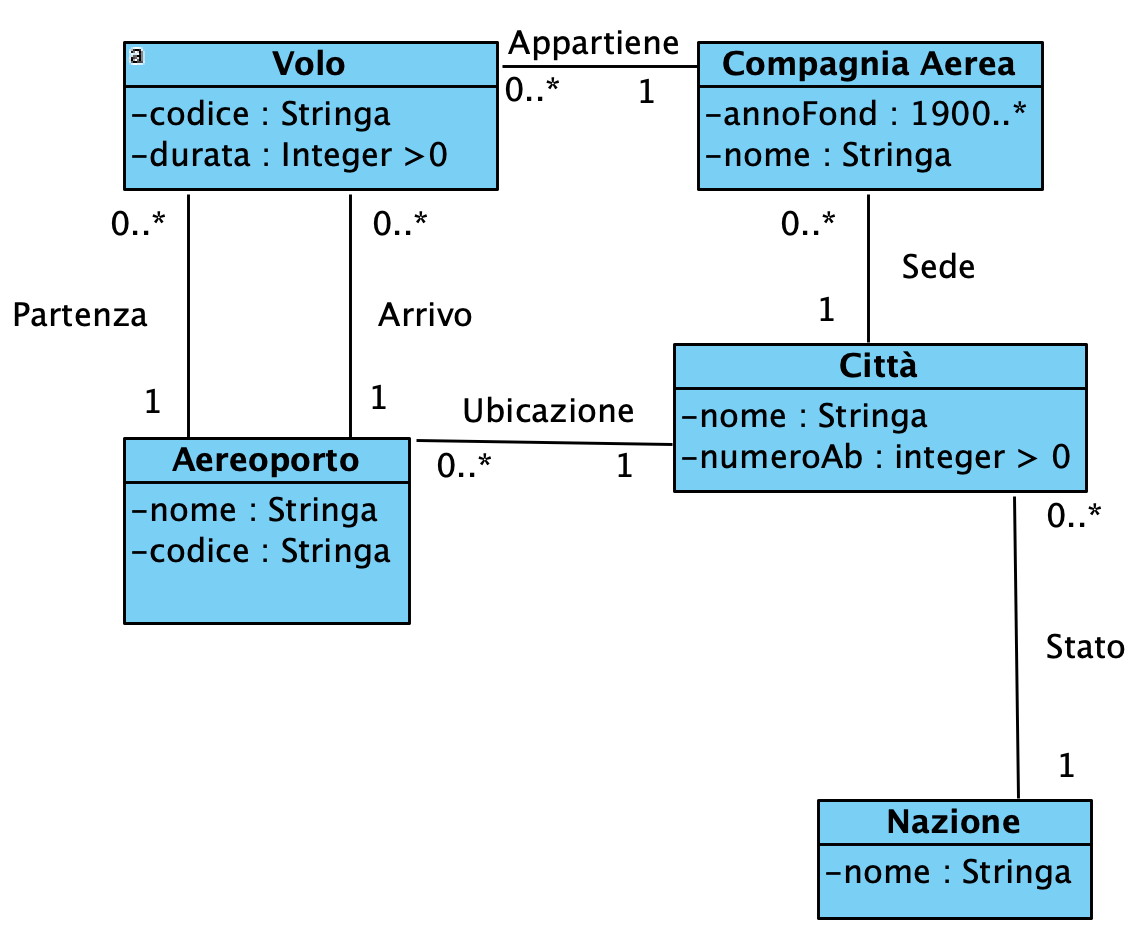 a
Volo
-codice : Stringa
-durata : Integer >0
Appartiene
0..*
1
Compagnia Aerea
-annoFond : 1900..*
-nome : Stringa
0..*
0..*
Partenza
Arrivo
1
1
0..*
Sede
1
Città
-nome : Stringa
-numeroAb : integer > 0
Ubicazione
0..*
1
Aereoporto
-nome : Stringa
-codice : Stringa
0..*
Stato
1
Nazione
-nome : Stringa